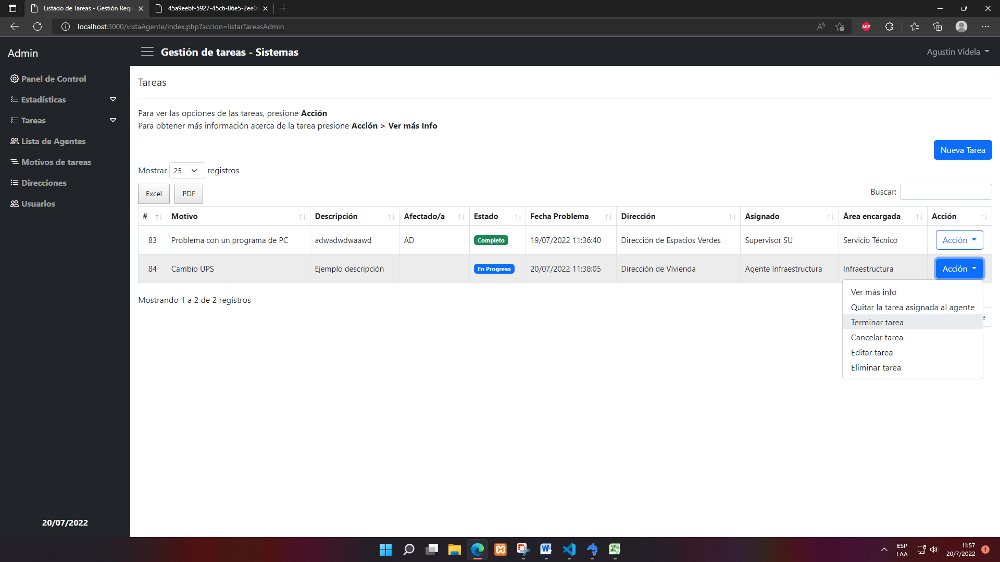 Listado de Tareas - Gestión Requ
45a9eebf-5927-45c6-86e5-2ee0
localhost:3000/vistaAgente/index.php?accion=listarTareasAdmin
ABP
Admin
Gestión de tareas - Sistemas
Agustin Videla
Panel de Control
Estadísticas
Tareas
Lista de Agentes
Motivos de tareas
Direcciones
Usuarios
20/07/2022
Tareas
Para ver las opciones de las tareas, presione Acción
Para obtener más información acerca de la tarea presione Acción > Ver más Info
Nueva Tarea
Mostrar 25 registros
Excel PDF
Buscar:
# Motivo Descripción Afectado/a Estado Fecha Problema Dirección Asignado Área encargada Acción
83 Problema con un programa de PC adwadwdwaawd AD Completo 19/07/2022 11:36:40 Dirección de Espacios Verdes Supervisor SU Servicio Técnico Acción
84 Cambio UPS Ejemplo descripción En Progreso 20/07/2022 11:38:05 Dirección de Vivienda Agente Infraestructura Infraestructura Acción
Mostrando 1 a 2 de 2 registros
Ver más info
Quitar la tarea asignada al agente
Terminar tarea
Cancelar tarea
Editar tarea
Eliminar tarea
ESP
LAA
11:57
20/7/2022
1